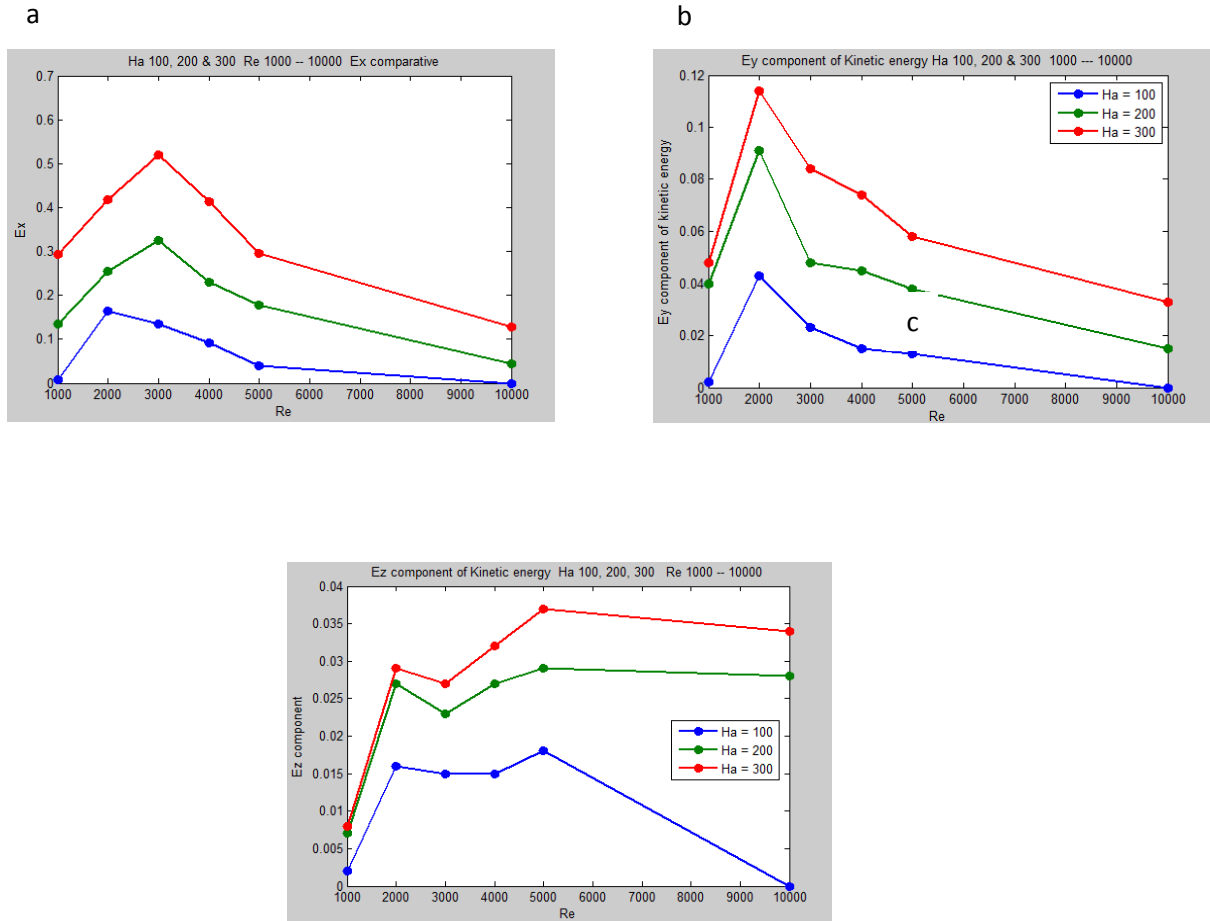 a
b
Ha 100, 200 & 300 Re 1000 -- 10000 Ex comparative
0.7
0.6
0.5
0.4
0.3
0.2
0.1
0
Ex
1000 2000 3000 4000 5000 6000 7000 8000 9000 10000
Re
Ey component of Kinetic energy Ha 100, 200 & 300 1000 --- 10000
0.12
0.1
0.08
0.06
0.04
0.02
0
Ey component of kinetic energy
Ha = 100
Ha = 200
Ha = 300
c
1000 2000 3000 4000 5000 6000 7000 8000 9000 10000
Re
Ez component of Kinetic energy Ha 100, 200, 300 Re 1000 -- 10000
0.04
0.035
0.03
0.025
0.02
0.015
0.01
0.005
0
Ez component
Ha = 100
Ha = 200
Ha = 300
1000 2000 3000 4000 5000 6000 7000 8000 9000 10000
Re